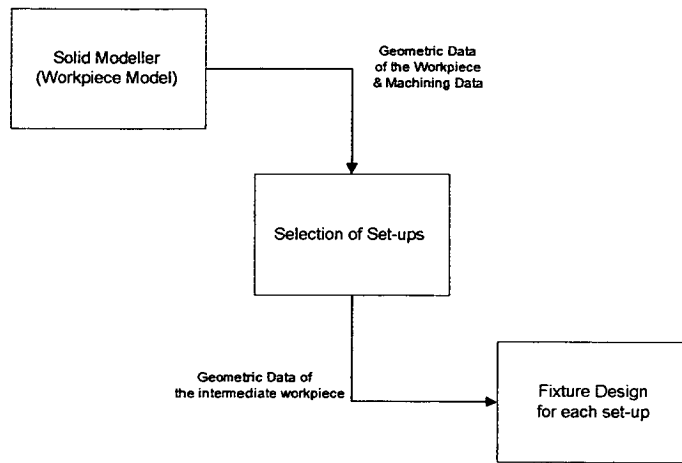 Solid Modeller
(Workpiece Model)
Geometric Data
of the Workpiece
& Machining Data
Selection of Set-ups
Geometric Data of
the intermediate workpiece
Fixture Design
for each set-up